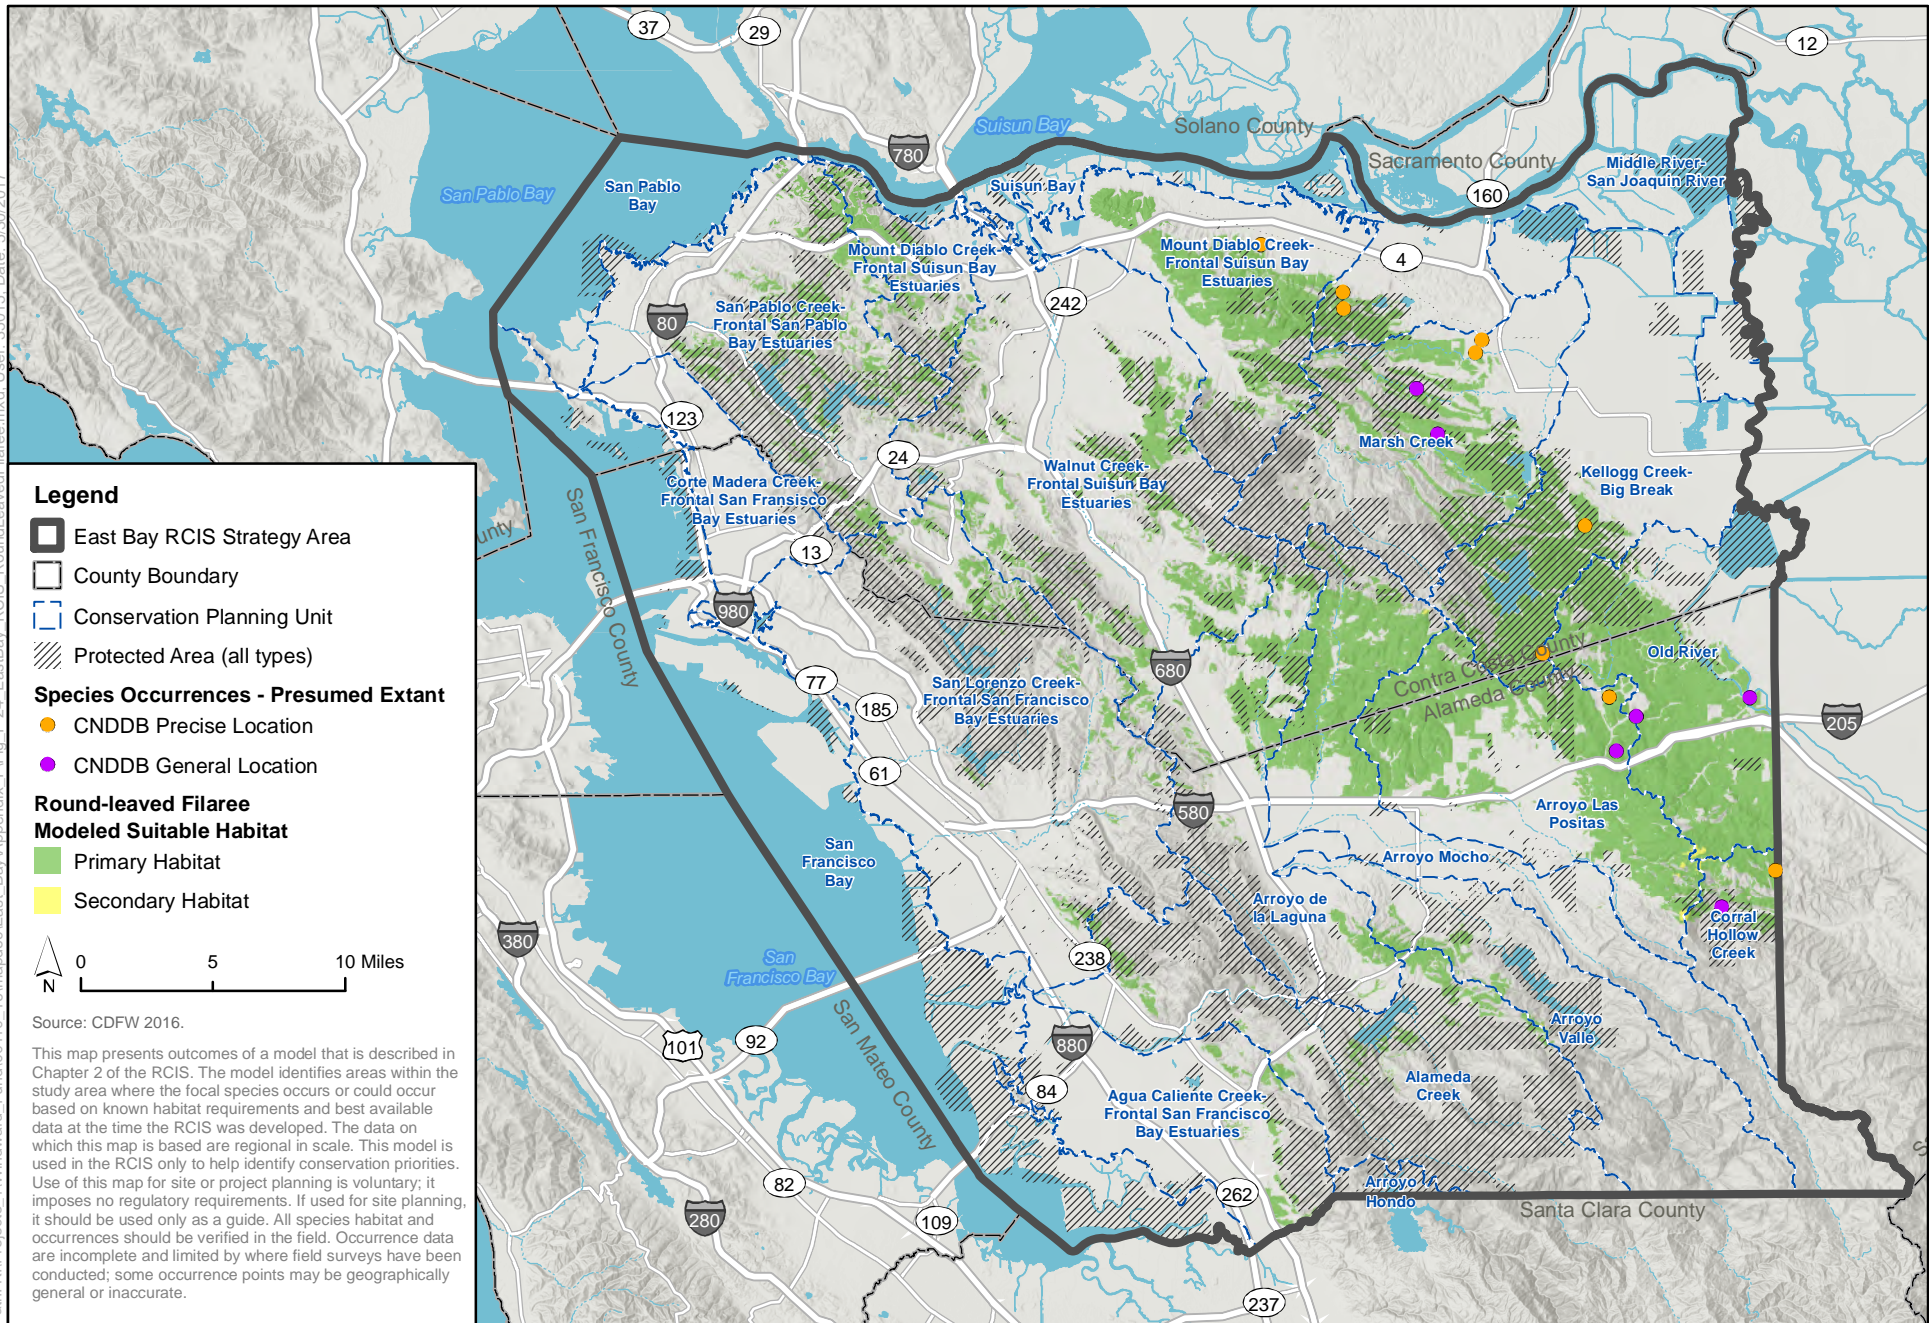 37
29
12
780
Suisun Bay
Solano County
Sacramento County
160
Middle River-
San Joaquin River
San Pablo Bay
San Pablo
Bay
Suisun Bay
Mount Diablo Creek-
Frontal Suisun Bay
Estuaries
Mount Diablo Creek-
Frontal Suisun Bay
Estuaries
4
242
80
San Pablo Creek-
Frontal San Pablo
Bay Estuaries
123
24
Marsh Creek
Walnut Creek-
Frontal Suisun Bay
Estuaries
Kellogg Creek-
Big Break
Corte Madera Creek-
Frontal San Fransisco
Bay Estuaries
13
980
San Francisco County
unty
680
Contra Costa County
Alameda County
Old River
77
185
San Lorenzo Creek-
Frontal San Francisco
Bay Estuaries
205
61
580
Arroyo Las
Positas
San
Francisco
Bay
Arroyo Mocho
Arroyo de
la Laguna
Corral
Hollow
Creek
380
238
San
Francisco Bay
San Mateo County
101
92
880
Arroyo
Valle
84
Alameda
Creek
Agua Caliente Creek-
Frontal San Francisco
Bay Estuaries
82
262
Arroyo
Hondo
280
109
Santa Clara County
237
Legend
East Bay RCIS Strategy Area
County Boundary
Conservation Planning Unit
Protected Area (all types)
Species Occurrences - Presumed Extant
CNDDB Precise Location
CNDDB General Location
Round-leaved Filaree
Modeled Suitable Habitat
Primary Habitat
Secondary Habitat
N
0 5 10 Miles
Source: CDFW 2016.
This map presents outcomes of a model that is described in
Chapter 2 of the RCIS. The model identifies areas within the
study area where the focal species occurs or could occur
based on known habitat requirements and best available
data at the time the RCIS was developed. The data on
which this map is based are regional in scale. This model is
used in the RCIS only to help identify conservation priorities.
Use of this map for site or project planning is voluntary; it
imposes no regulatory requirements. If used for site planning,
it should be used only as a guide. All species habitat and
occurrences should be verified in the field. Occurrence data
are incomplete and limited by where field surveys have been
conducted; some occurrence points may be geographically
general or inaccurate.